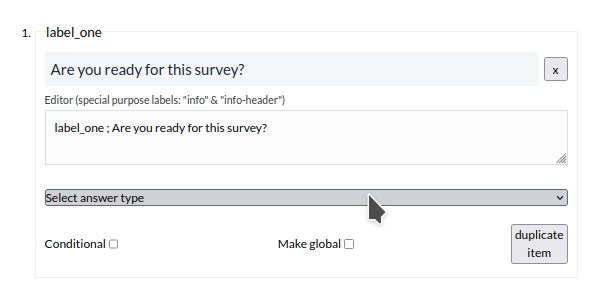 1. label_one
Are you ready for this survey?
x
Editor (special purpose labels: "info" & "info-header")
label_one ; Are you ready for this survey?
Select answer type
Conditional
Make global
duplicate
item